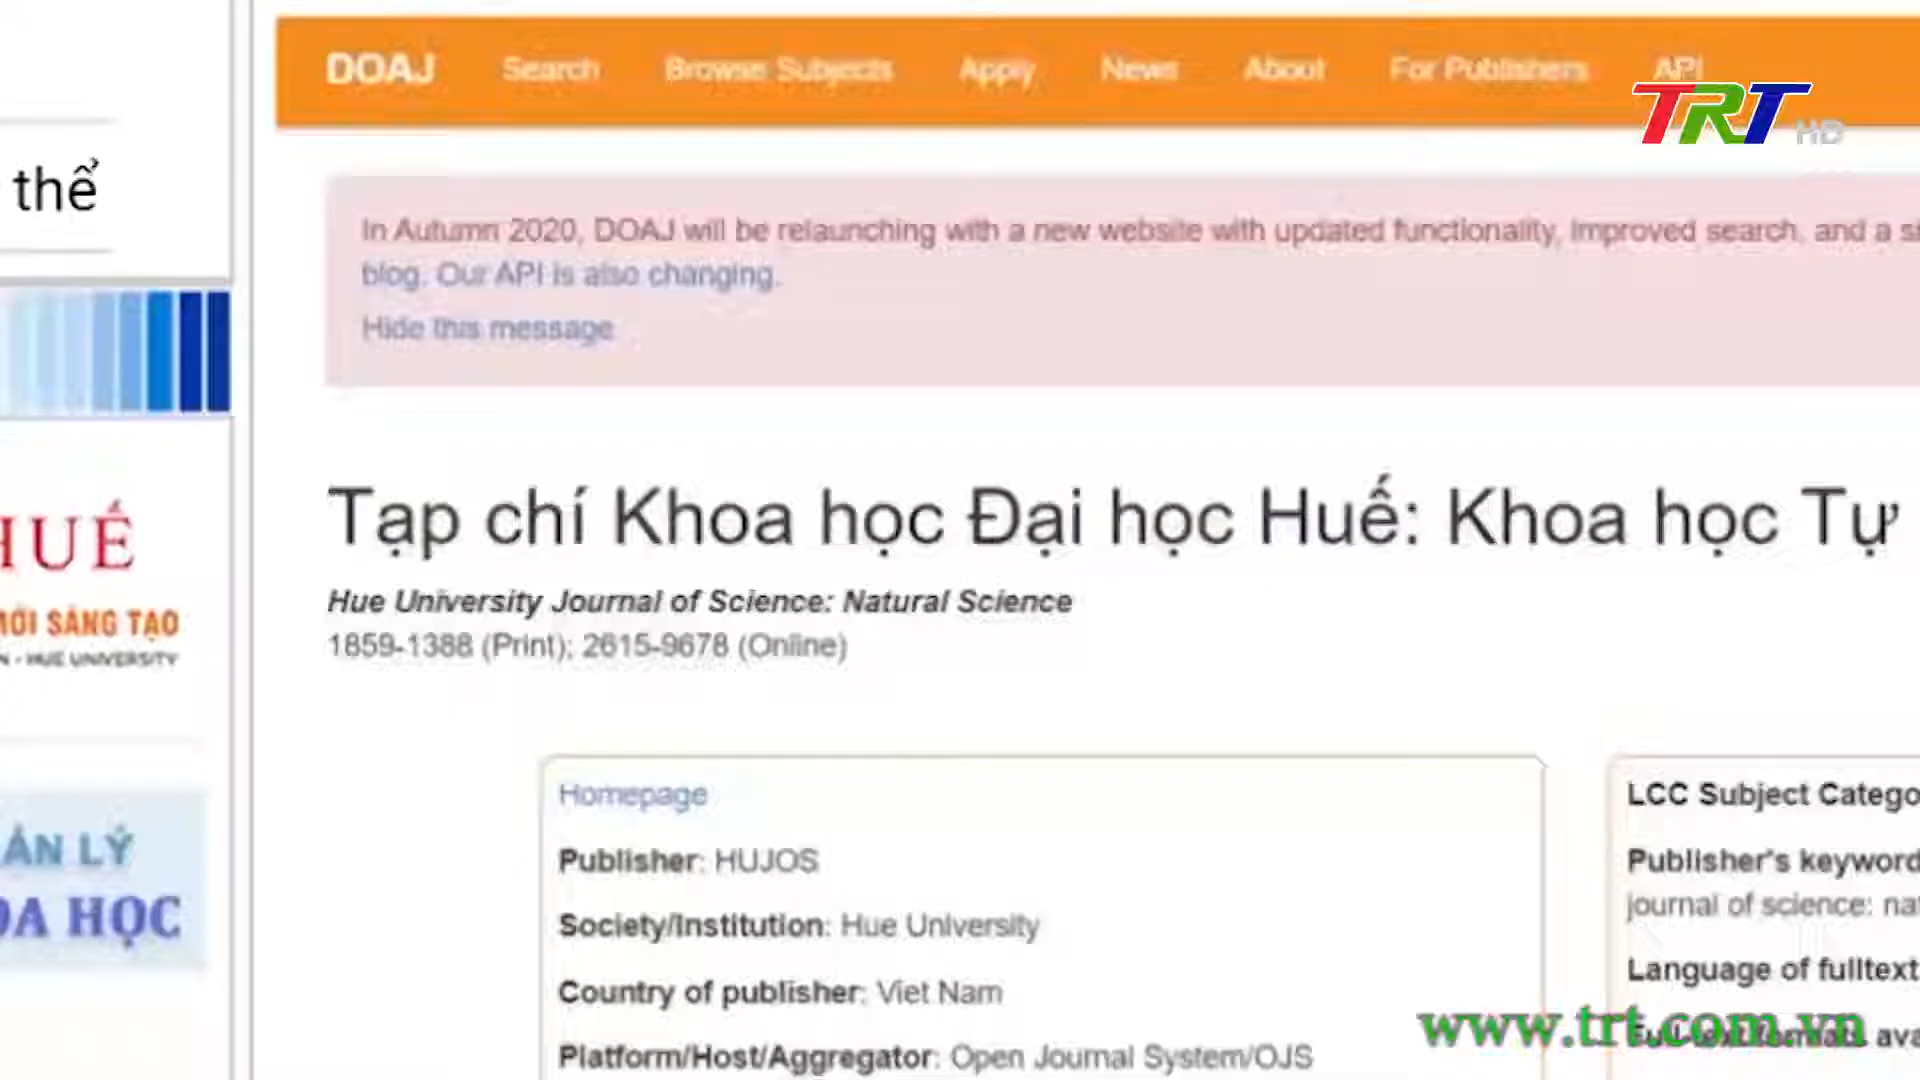 DOAJ Search Browse Subjects Apply News About For Publishers API
TRT HD
thể
In Autumn 2020, DOAJ will be relaunching with a new website with updated functionality, improved search, and a
blog. Our API is also changing.
Hide this message
HUẾ
MỚI SÁNG TẠO
N - HUE UNIVERSITY
ẢN LÝ
OA HỌC
Tạp chí Khoa học Đại học Huế: Khoa học Tự
Hue University Journal of Science: Natural Science
1859-1388 (Print); 2615-9678 (Online)
Homepage
Publisher: HUJOS
Society/Institution: Hue University
Country of publisher: Viet Nam
Platform/Host/Aggregator: Open Journal System/OJS
LCC Subject Catego
Publisher's keyword
journal of science: na
Language of fulltext
www.trt.com.vn